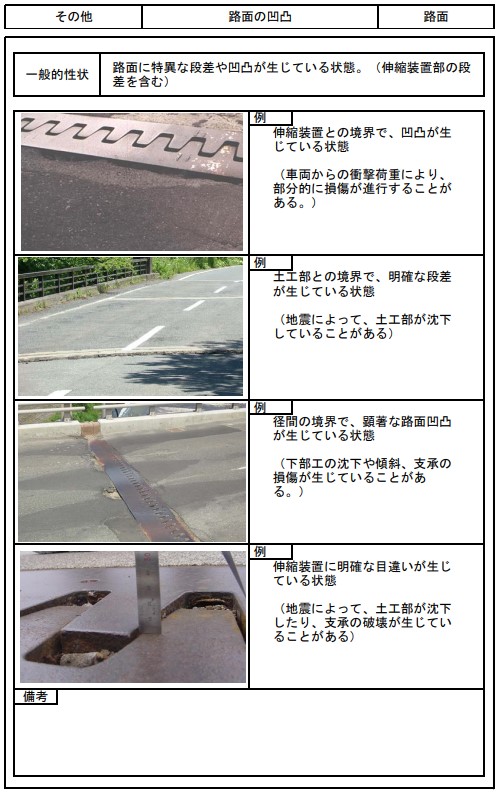 その他 路面の凹凸 路面
一般的性状
路面に特異な段差や凹凸が生じている状態。（伸縮装置部の段
差を含む）
例
伸縮装置との境界で、凹凸が生
じている状態
（車両からの衝撃荷重により、
部分的に損傷が進行することが
ある。）
例
土工部との境界で、明確な段差
が生じている状態
（地震によって、土工部が沈下
していることがある）
例
径間の境界で、顕著な路面凹凸
が生じている状態
（下部工の沈下や傾斜、支承の
損傷が生じていることがあ
る。）
例
伸縮装置に明確な目違いが生じ
ている状態
（地震によって、土工部が沈下
したり、支承の破壊が生じてい
ることがある）
備考